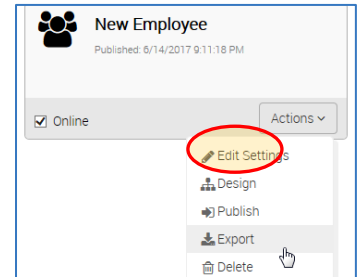 New Employee
Published: 6/14/2017 9:11:18 PM
Online
Actions
Edit Settings
Design
Publish
Export
Delete